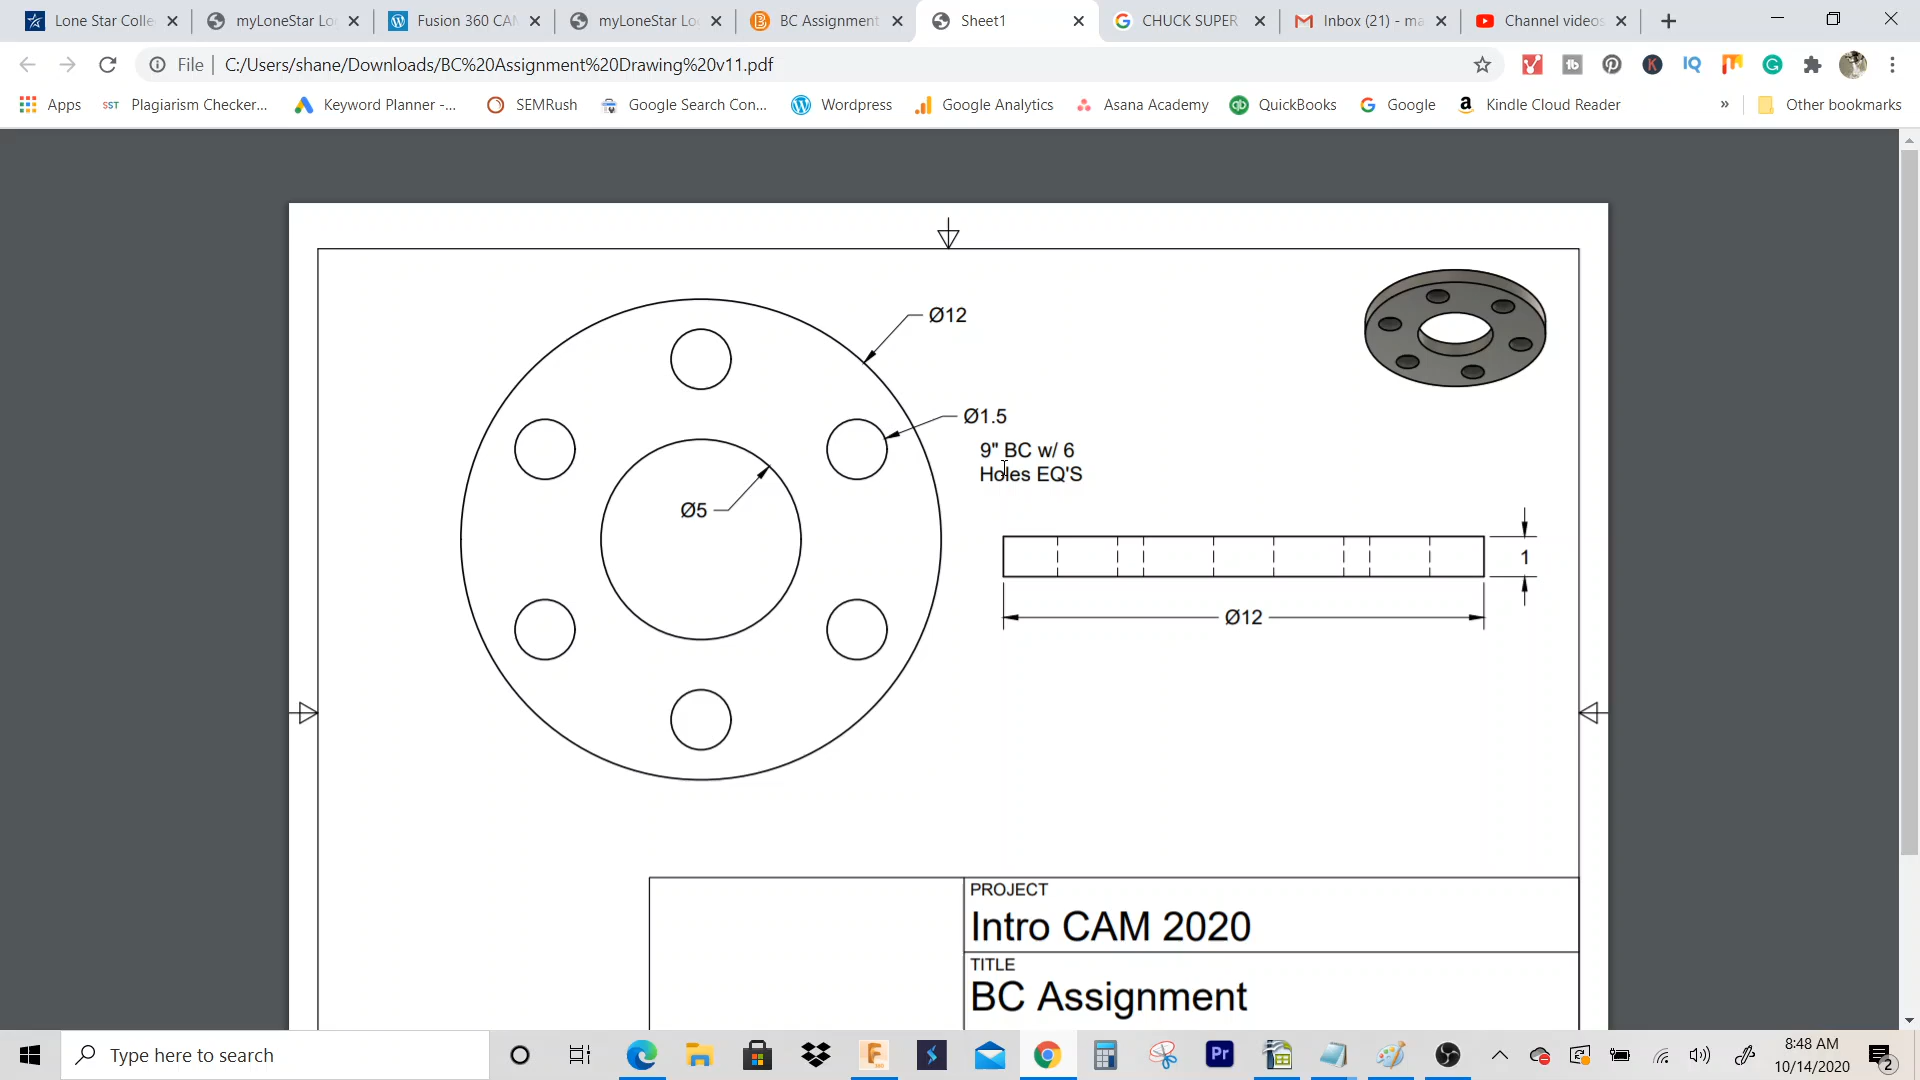 Lone Star Colle
myLoneStar Lo
Fusion 360 CAM
myLoneStar Lo
BC Assignment
Sheet1
CHUCK SUPER
Inbox (21) - ma
Channel videos
File
C:/Users/shane/Downloads/BC%20Assignment%20Drawing%20v11.pdf
Apps
SST Plagiarism Checker...
Keyword Planner -...
SEMRush
Google Search Con...
Wordpress
Google Analytics
Asana Academy
QuickBooks
Google
Kindle Cloud Reader
»
Other bookmarks
Ø12
Ø1.5
9" BC w/ 6
Holes EQ'S
Ø5
1
Ø12
PROJECT
Intro CAM 2020
TITLE
BC Assignment
Type here to search
8:48 AM
10/14/2020
2